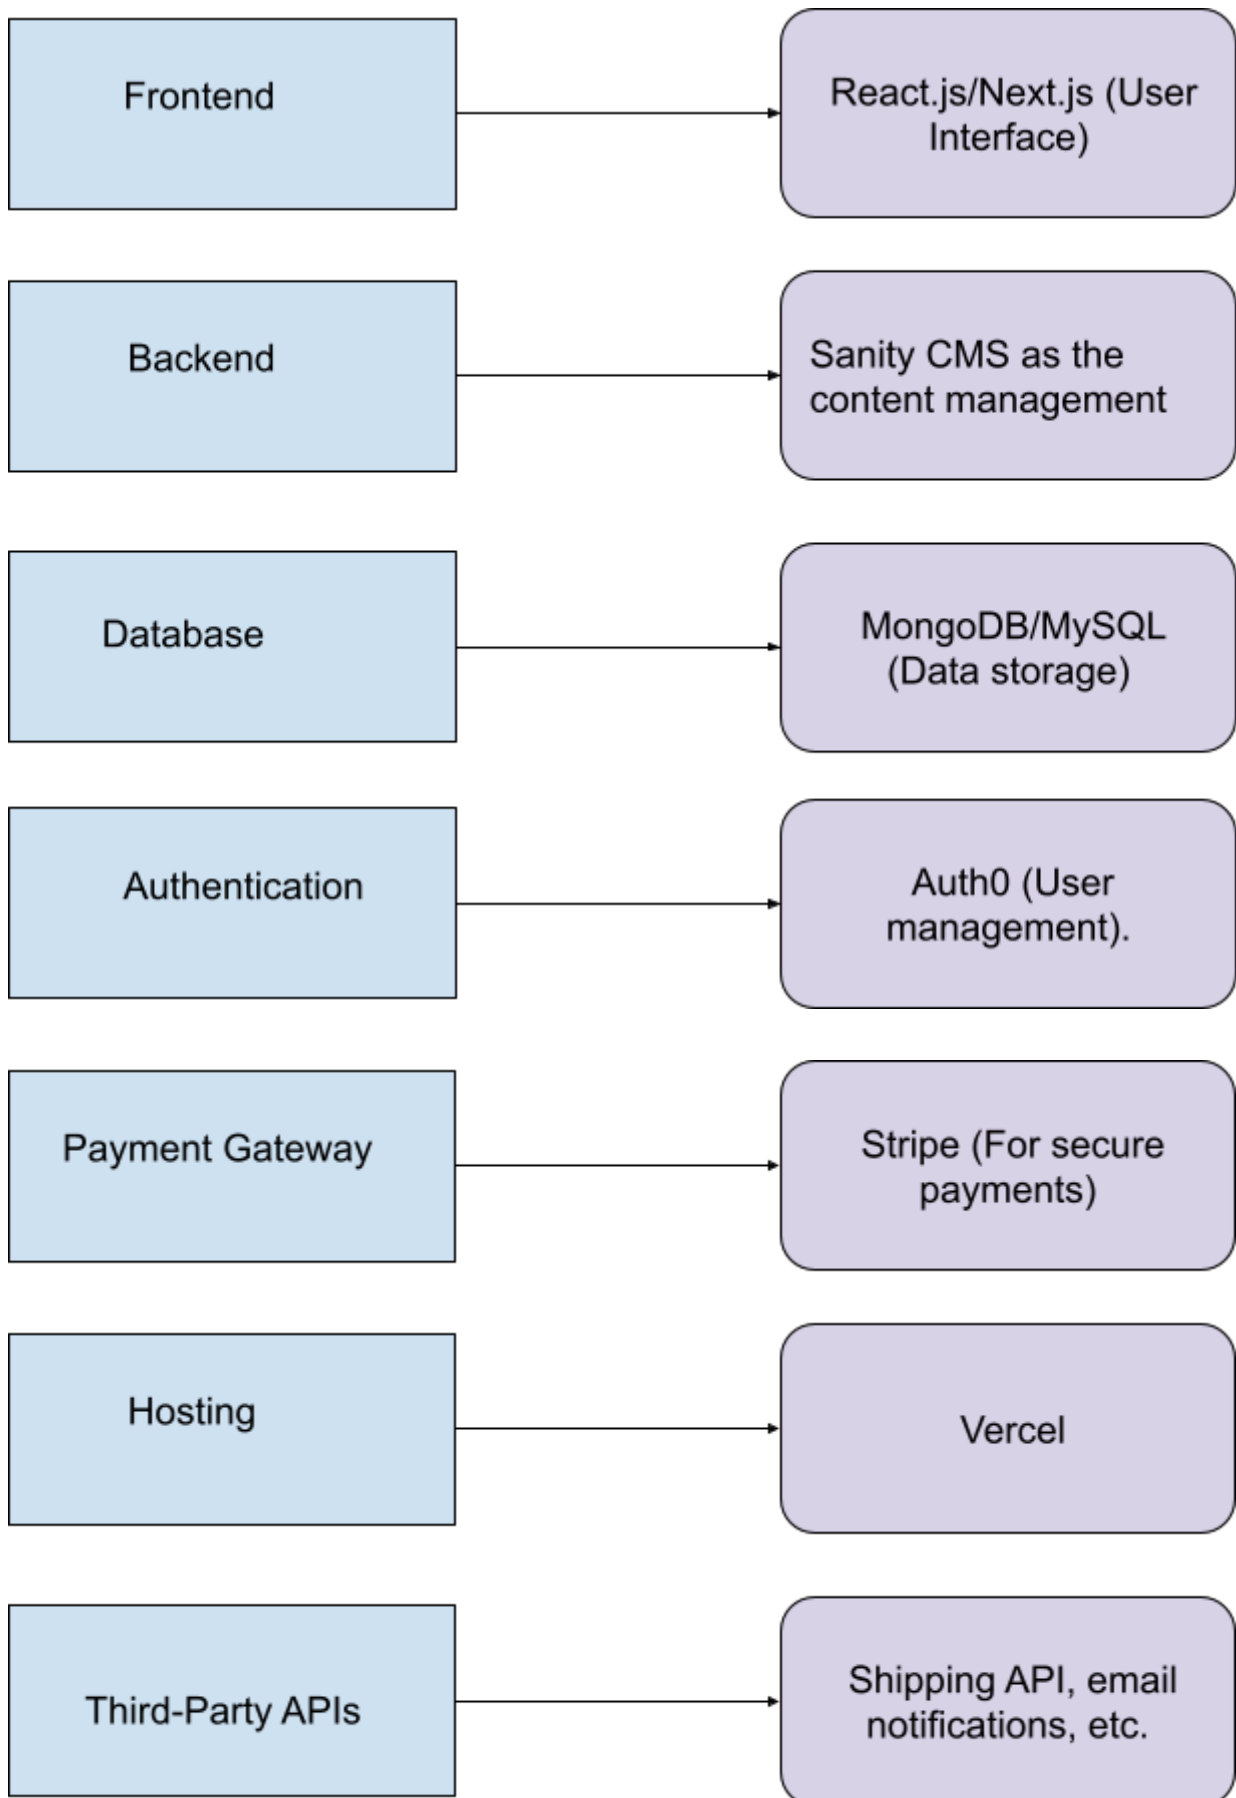 Frontend
React.js/Next.js (User
Interface)
Backend
Sanity CMS as the
content management
Database
MongoDB/MySQL
(Data storage)
Authentication
Auth0 (User
management).
Payment Gateway
Stripe (For secure
payments)
Hosting
Vercel
Third-Party APIs
Shipping API, email
notifications, etc.